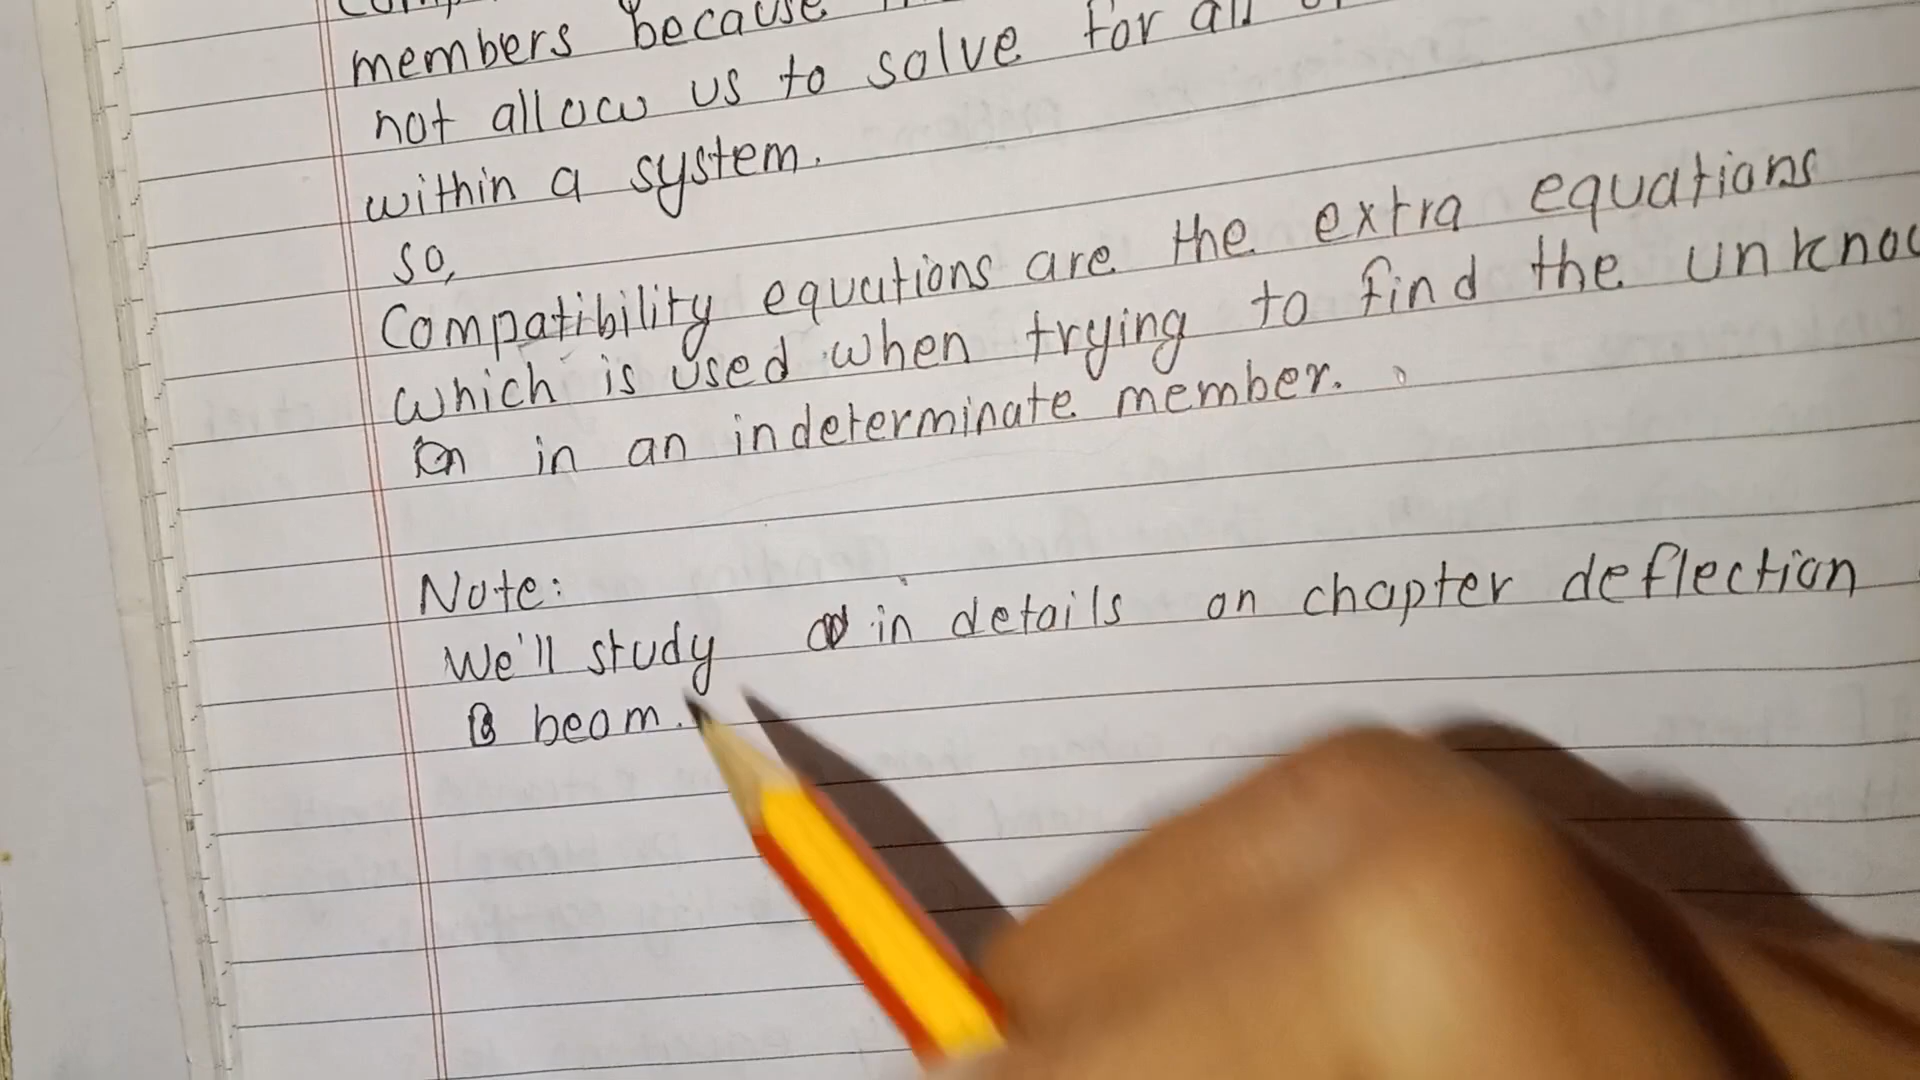 members because
not allow us to solve for all
within a system.
so,
Compatibility equations are the extra equations
which is used when trying to find the unkno
in an indeterminate member.
Note:
We'll study in details on chapter deflection
beam.